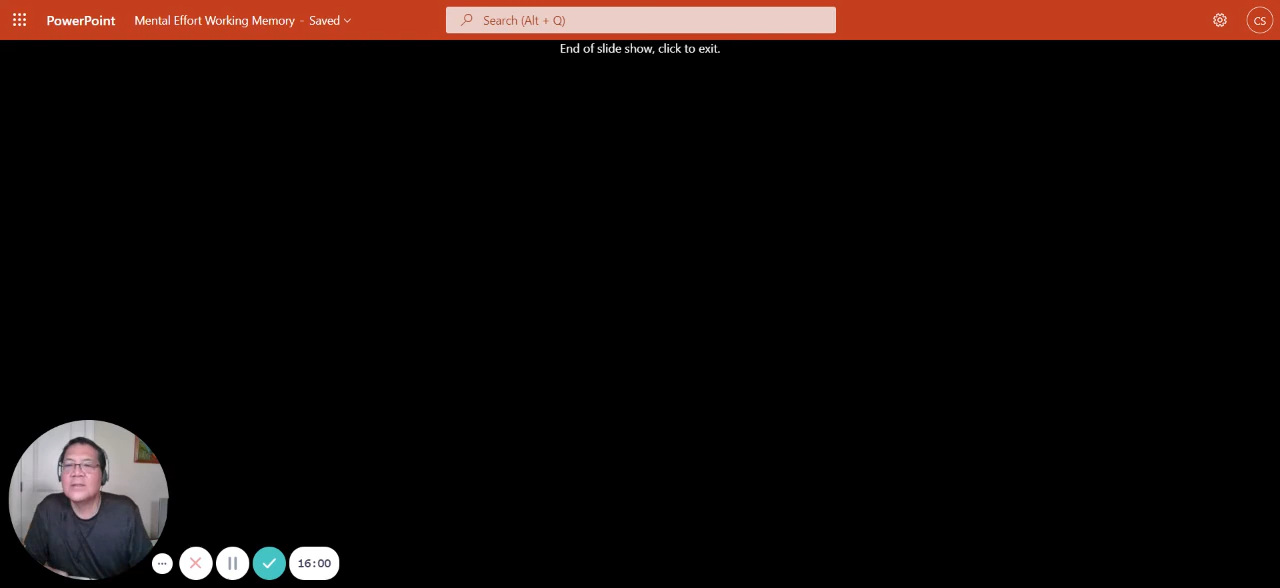 PowerPoint Mental Effort Working Memory - Saved Search (Alt + Q) CS
End of slide show, click to exit.
16:00